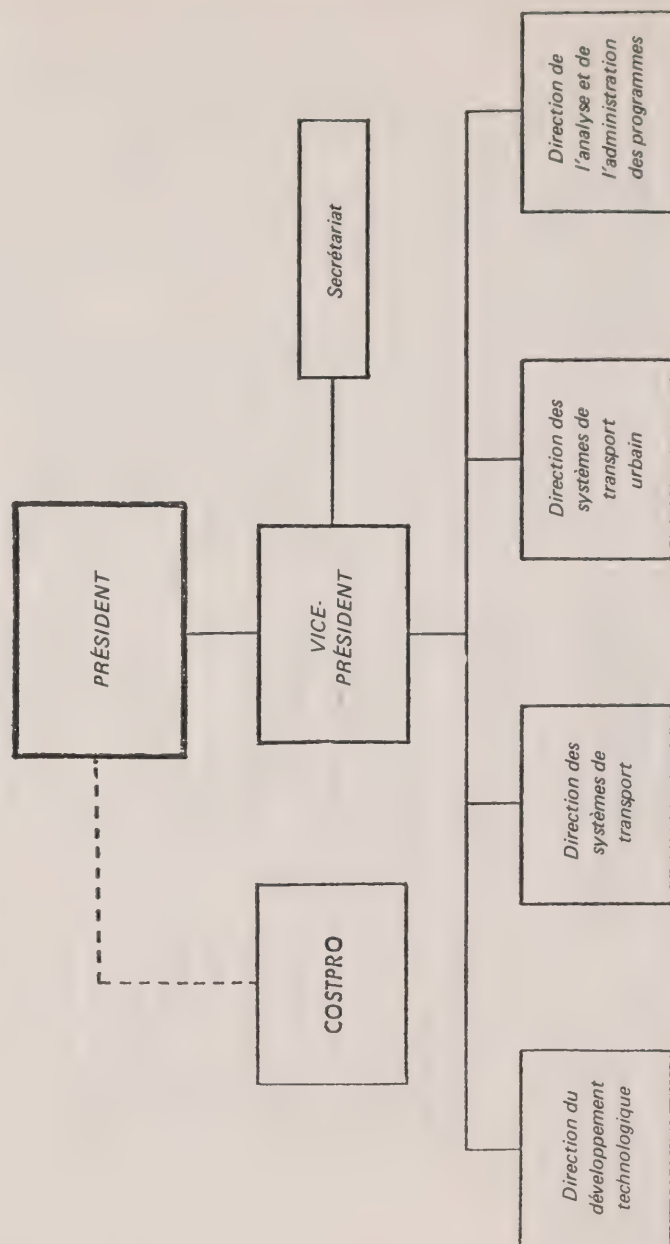 PRÉSIDENT
COSTPRO
VICE-
PRÉSIDENT
Secrétariat
Direction du
développement
technologique
Direction des
systèmes de
transport
Direction des
systèmes de
transport
urbain
Direction de
l'analyse et de
l'administration
des programmes